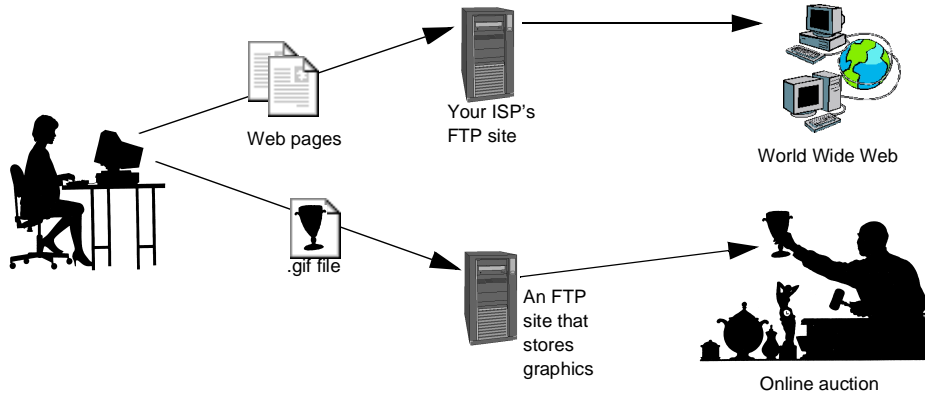 Web pages
Your ISP's
FTP site
World Wide Web
.gif file
An FTP
site that
stores
graphics
Online auction